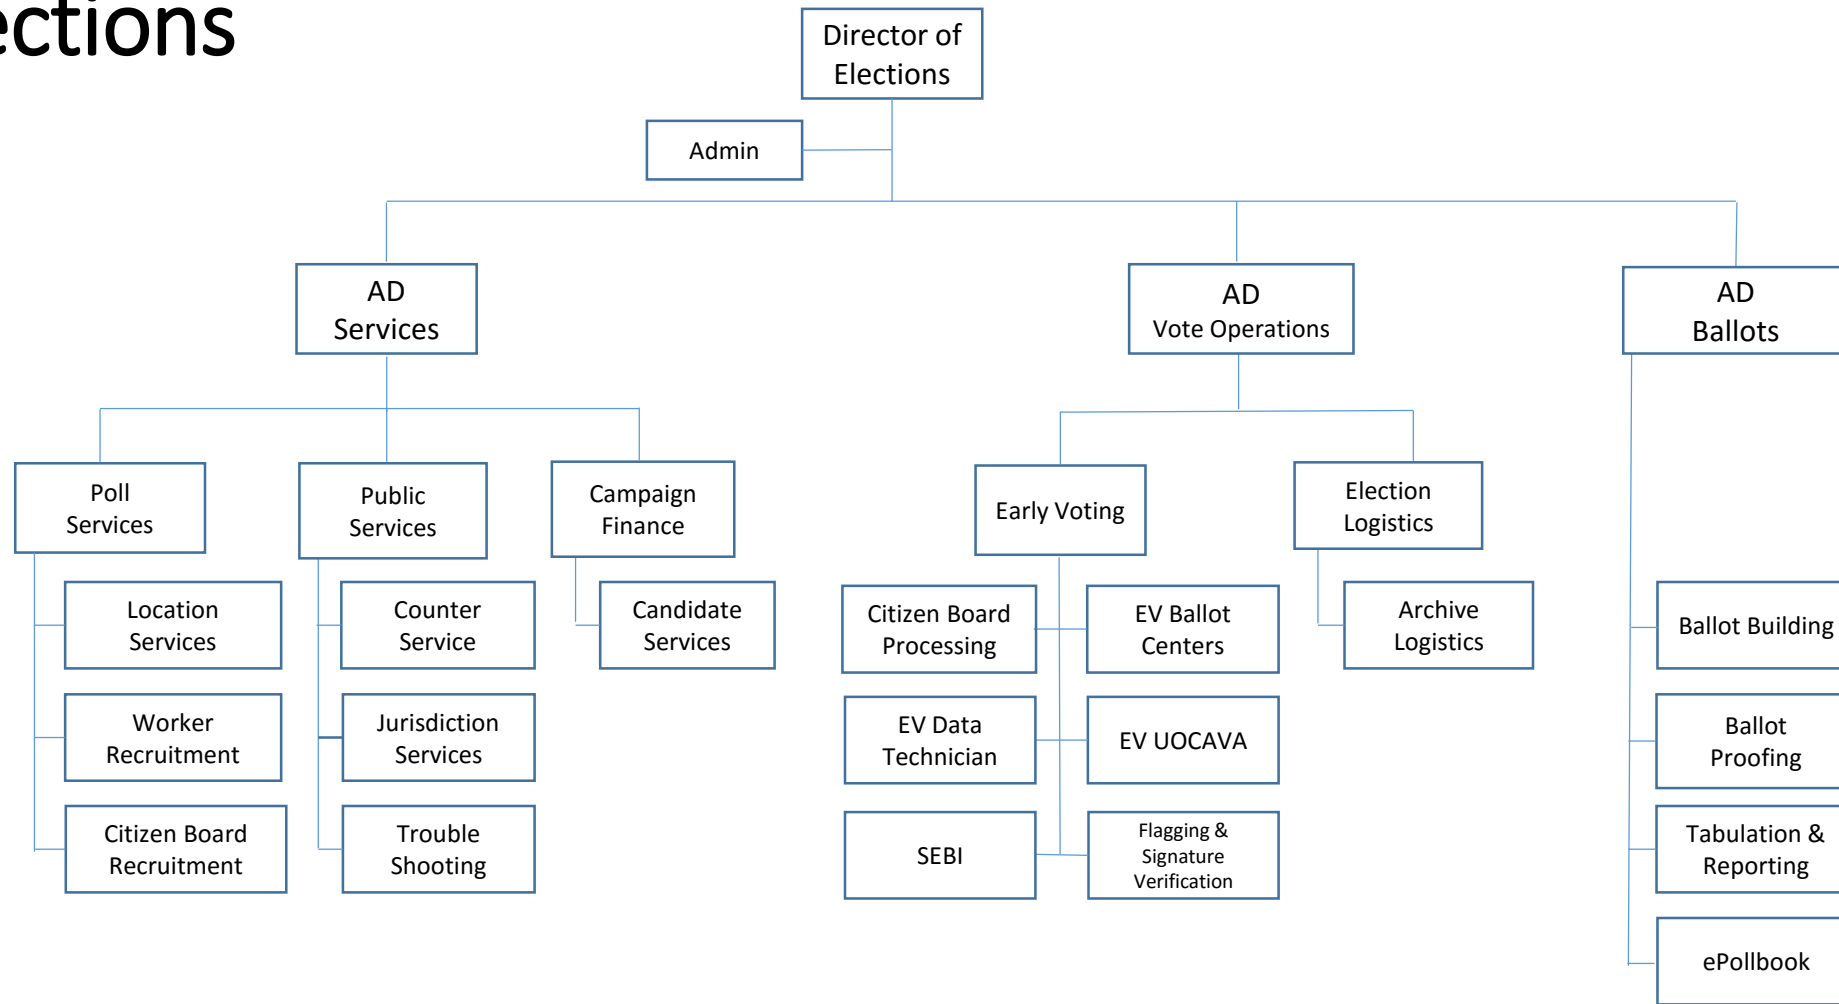 ections
Director of
Elections
Admin
AD
Services
AD
Vote Operations
AD
Ballots
Poll
Services
Public
Services
Campaign
Finance
Early Voting
Election
Logistics
Location
Services
Counter
Service
Candidate
Services
Citizen Board
Processing
EV Ballot
Centers
Archive
Logistics
Ballot Building
Worker
Recruitment
Jurisdiction
Services
EV Data
Technician
EV UOCAVA
Ballot
Proofing
Citizen Board
Recruitment
Trouble
Shooting
SEBI
Flagging &
Signature
Verification
Tabulation &
Reporting
ePollbook